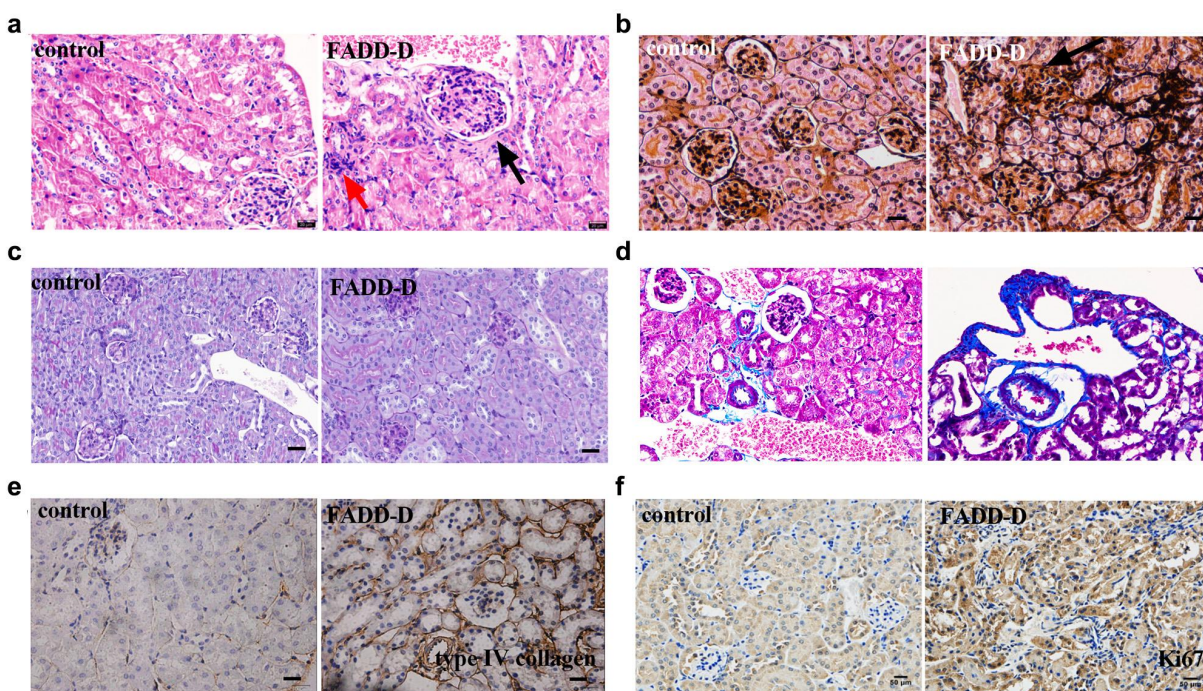 a
control
FADD-D
b
control
FADD-D
c
control
FADD-D
d
e
control
FADD-D
type IV collagen
f
control
FADD-D
Ki67
50 μm
50 μm